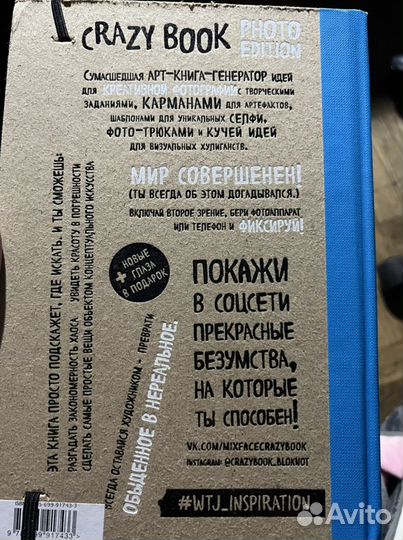 CRAZY BOOK
PHOTO
EDITION
СУМАСШЕДШАЯ АРТ-КНИГА-ГЕНЕРАТОР ИДЕЙ
ДЛЯ КРЕАТИВНОЙ ФОТОГРАФИИ С ТВОРЧЕСКИМИ
ЗАДАНИЯМИ, КАРМАНАМИ ДЛЯ АРТЕФАКТОВ,
ШАБЛОНАМИ ДЛЯ УНИКАЛЬНЫХ СЕЛФИ,
ФОТО-ТРЮКАМИ И КУЧЕЙ ИДЕЙ
ДЛЯ ВИЗУАЛЬНЫХ ХУЛИГАНСТВ.
МИР СОВЕРШЕНЕН!
(ТЫ ВСЕГДА ОБ ЭТОМ ДОГАДЫВАЛСЯ.)
ВКЛЮЧАЙ ВТОРОЕ ЗРЕНИЕ, БЕРИ ФОТОАППАРАТ
ИЛИ ТЕЛЕФОН И ФИКСИРУЙ!
ЭТА КНИГА ПРОСТО ПОДСКАЖЕТ, ГДЕ ИСКАТЬ, И ТЫ СМОЖЕШЬ:
РАЗГАДАТЬ ЗАКОНОМЕРНОСТЬ ХАОСА УВИДЕТЬ КРАСОТУ В ПОТРЕПНОСТИ
СДЕЛАТЬ САМЫЕ ПРОСТЫЕ ВЕЩИ ОБЪЕКТОМ КОНЦЕПТУАЛЬНОГО ИСКУССТВА
+ НОВЫЕ
ГЛАЗА
В ПОДАРОК
ВСЕГДА ОСТАВАЙСЯ ХУДОЖНИКОМ - ПРЕВРАТИ
ОБЫДЕННОЕ В НЕРЕАЛЬНОЕ.
ПОКАЖИ
В СОЦСЕТИ
ПРЕКРАСНЫЕ
БЕЗУМСТВА,
НА КОТОРЫЕ
ТЫ СПОСОБЕН!
VK.COM/MIXFACECRAZYBOOK
INSTAGRAM: @CRAZYBOOK_BLOKNOT
#WTJ_INSPIRATION
Avito